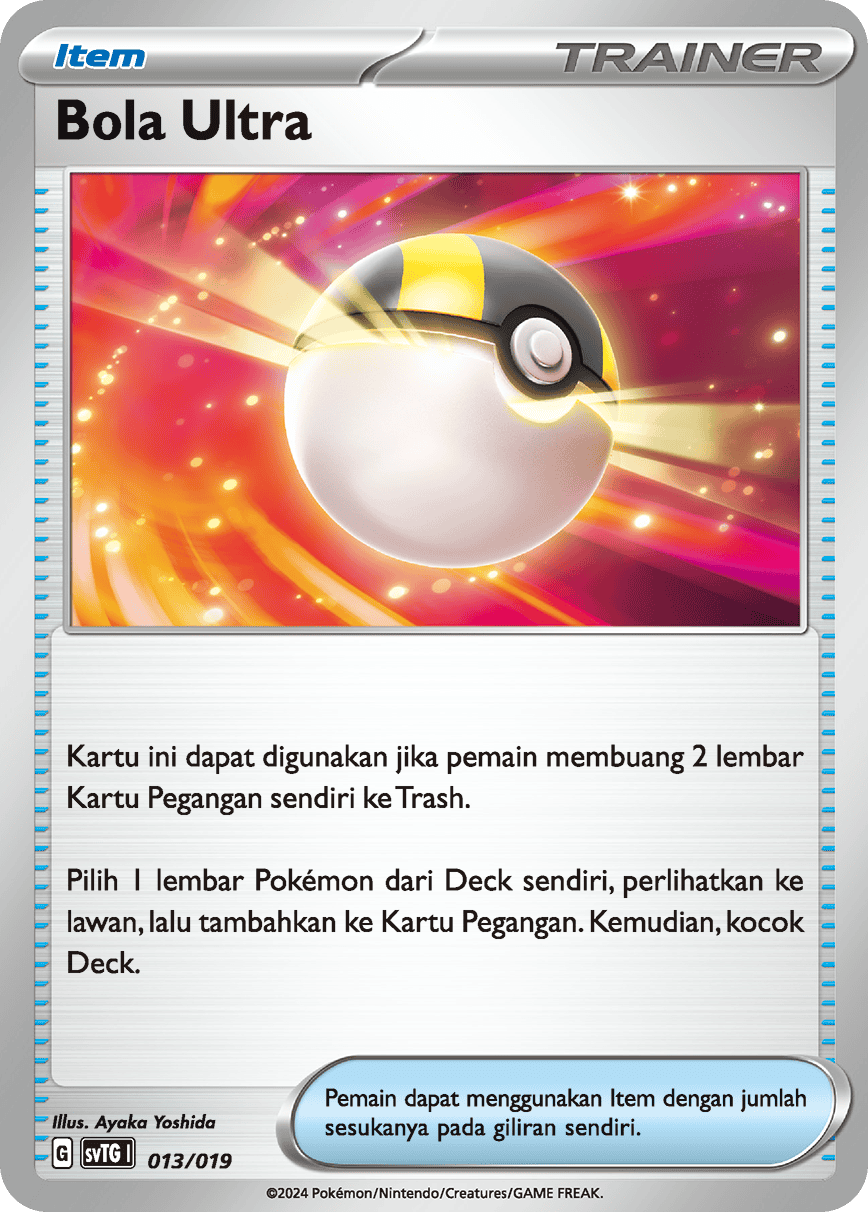 Item
TRAINER
Bola Ultra
Kartu ini dapat digunakan jika pemain membuang 2 lembar
Kartu Pegangan sendiri ke Trash.
Pilih 1 lembar Pokémon dari Deck sendiri, perlihatkan ke
lawan, lalu tambahkan ke Kartu Pegangan. Kemudian, kocok
Deck.
Pemain dapat menggunakan Item dengan jumlah
sesukanya pada giliran sendiri.
Illus. Ayaka Yoshida
G svTG I 013/019
©2024 Pokémon/Nintendo/Creatures/GAME FREAK.